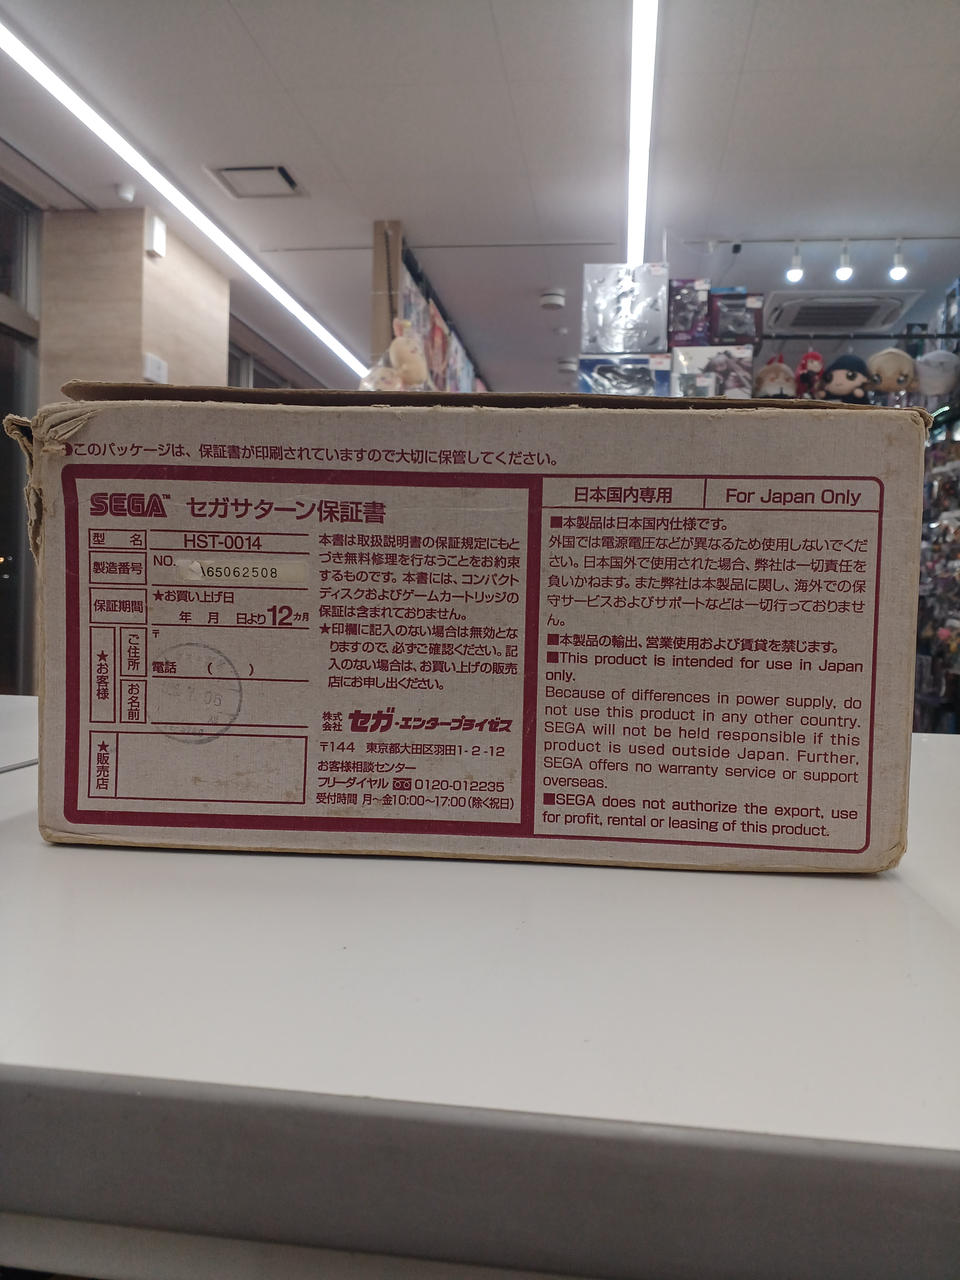 ●このパッケージは、保証書が印刷されていますので大切に保管してください。
SEGA™ セガサターン保証書
型 名 HST-0014
製造番号 NO. A65062508
保証期間 ★お買い上げ日
年 月 日より12カ月
★お客様
ご住所 〒
電話 ( )
お名前
★販売店
本書は取扱説明書の保証規定にもと
づき無料修理を行なうことをお約束
するものです。本書には、コンパクト
ディスクおよびゲームカートリッジの
保証は含まれておりません。
★印欄に記入のない場合は無効とな
りますので、必ずご確認ください。記
入のない場合は、お買い上げの販売
店にお申し出ください。
株式会社 セガ・エンタープライゼス
〒144 東京都大田区羽田1-2-12
お客様相談センター
フリーダイヤル 0120-012235
受付時間 月〜金10:00〜17:00(除く祝日)
日本国内専用 For Japan Only
■本製品は日本国内仕様です。
外国では電源電圧などが異なるため使用しないでくだ
さい。日本国外で使用された場合、弊社は一切責任を
負いかねます。また弊社は本製品に関し、海外での保
守サービスおよびサポートなどは一切行っておりませ
ん。
■本製品の輸出、営業使用および賃貸を禁じます。
■This product is intended for use in Japan
only.
Because of differences in power supply, do
not use this product in any other country.
SEGA will not be held responsible if this
product is used outside Japan. Further,
SEGA offers no warranty service or support
overseas.
■SEGA does not authorize the export, use
for profit, rental or leasing of this product.